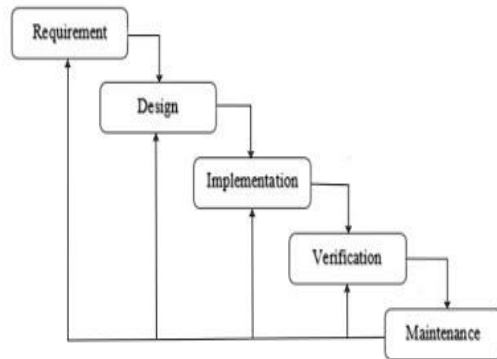 Requirement
Design
Implementation
Verification
Maintenance